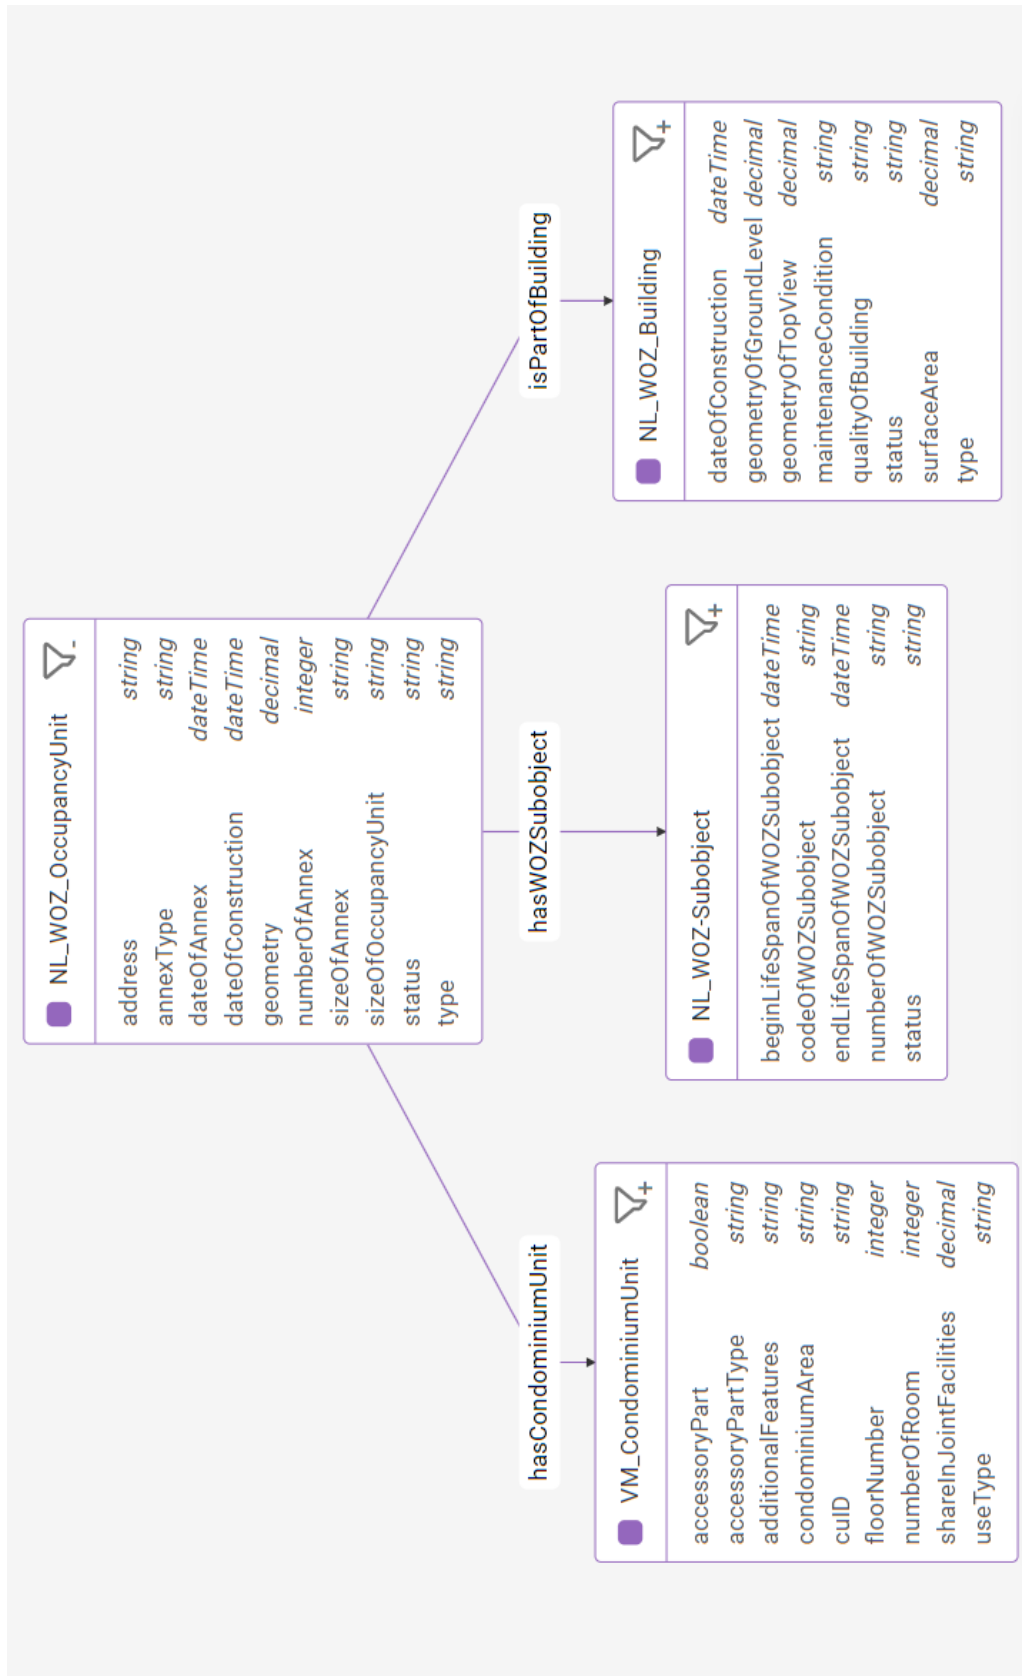 NL_WOZ_OccupancyUnit
address string
annexType string
dateOfAnnex dateTime
dateOfConstruction dateTime
geometry decimal
numberOfAnnex integer
sizeOfAnnex string
sizeOfOccupancyUnit string
status string
type string
hasCondominiumUnit
hasWOZSubobject
isPartOfBuilding
VM_CondominiumUnit
accessoryPart boolean
accessoryPartType string
additionalFeatures string
condominiumArea string
cuID string
floorNumber integer
numberOfRoom integer
shareInJointFacilities decimal
useType string
NL_WOZ-Subobject
beginLifeSpanOfWOZSubobject dateTime
codeOfWOZSubobject string
endLifeSpanOfWOZSubobject dateTime
numberOfWOZSubobject string
status string
NL_WOZ_Building
dateOfConstruction dateTime
geometryOfGroundLevel decimal
geometryOfTopView decimal
maintenanceCondition string
qualityOfBuilding string
status string
surfaceArea decimal
type string